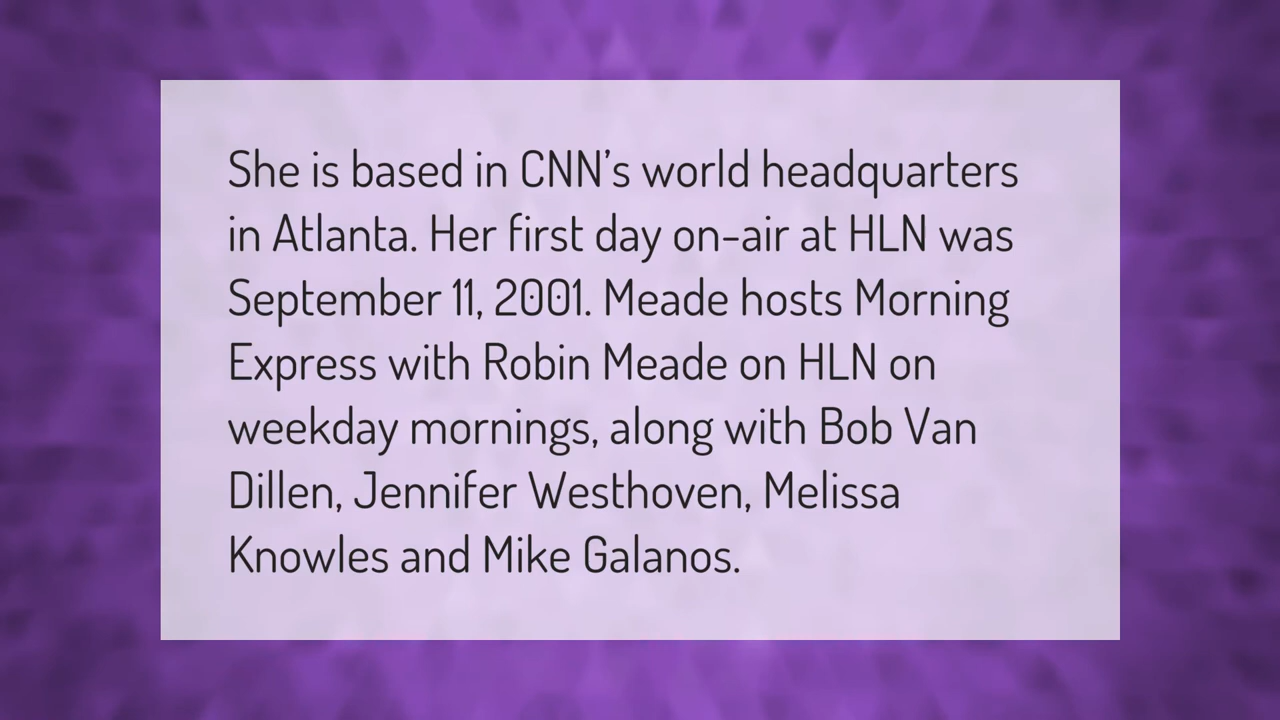 She is based in CNN’s world headquarters
in Atlanta. Her first day on-air at HLN was
September 11, 2001. Meade hosts Morning
Express with Robin Meade on HLN on
weekday mornings, along with Bob Van
Dillen, Jennifer Westhoven, Melissa
Knowles and Mike Galanos.